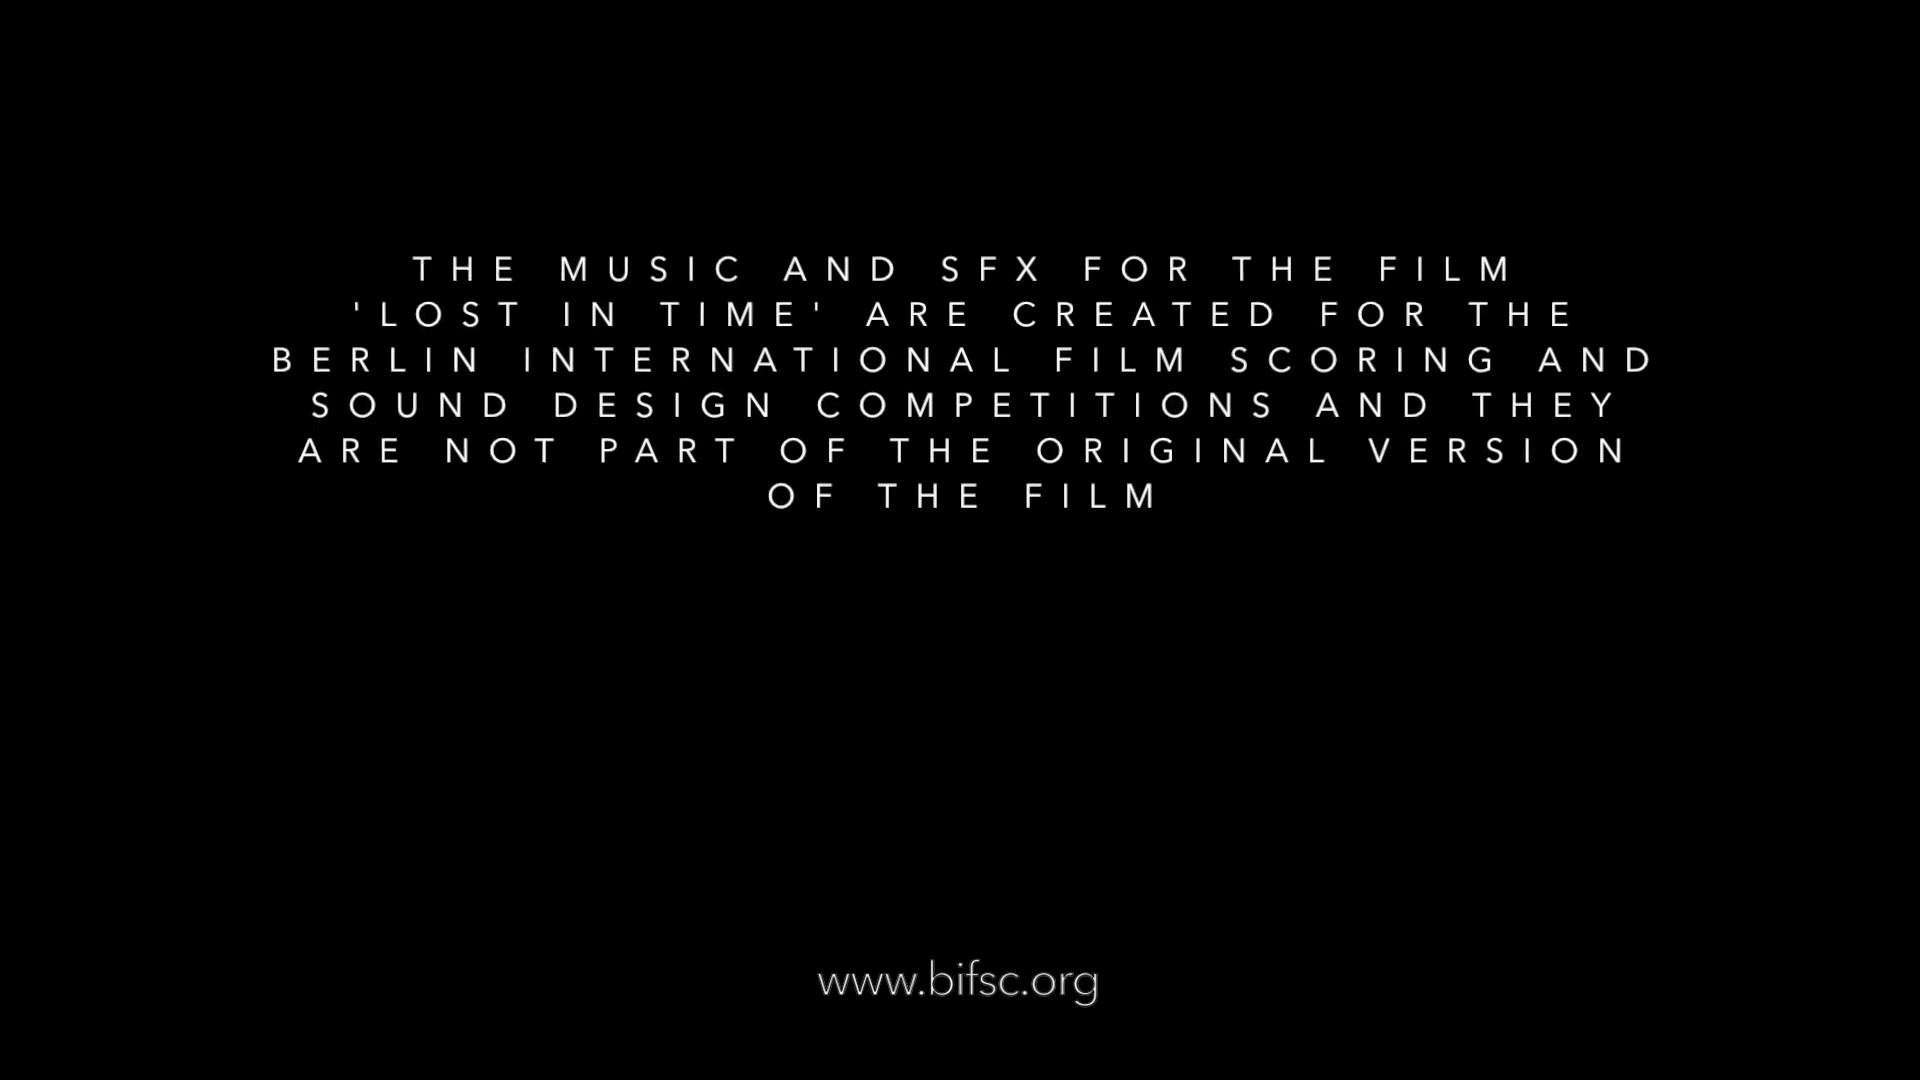 THE MUSIC AND SFX FOR THE FILM
'LOST IN TIME' ARE CREATED FOR THE
BERLIN INTERNATIONAL FILM SCORING AND
SOUND DESIGN COMPETITIONS AND THEY
ARE NOT PART OF THE ORIGINAL VERSION
OF THE FILM
www.bifsc.org